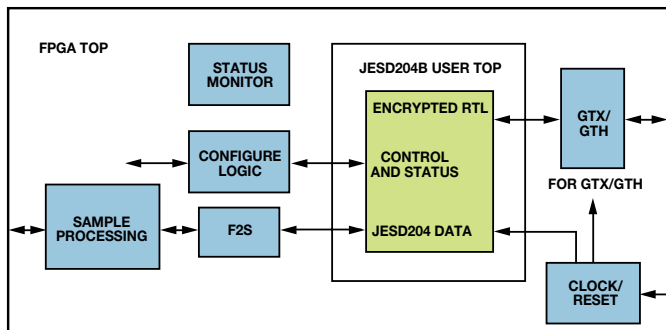 FPGA TOP
STATUS
MONITOR
JESD204B USER TOP
ENCRYPTED RTL
GTX/
GTH
CONFIGURE
LOGIC
CONTROL
AND STATUS
FOR GTX/GTH
SAMPLE
PROCESSING
F2S
JESD204 DATA
CLOCK/
RESET